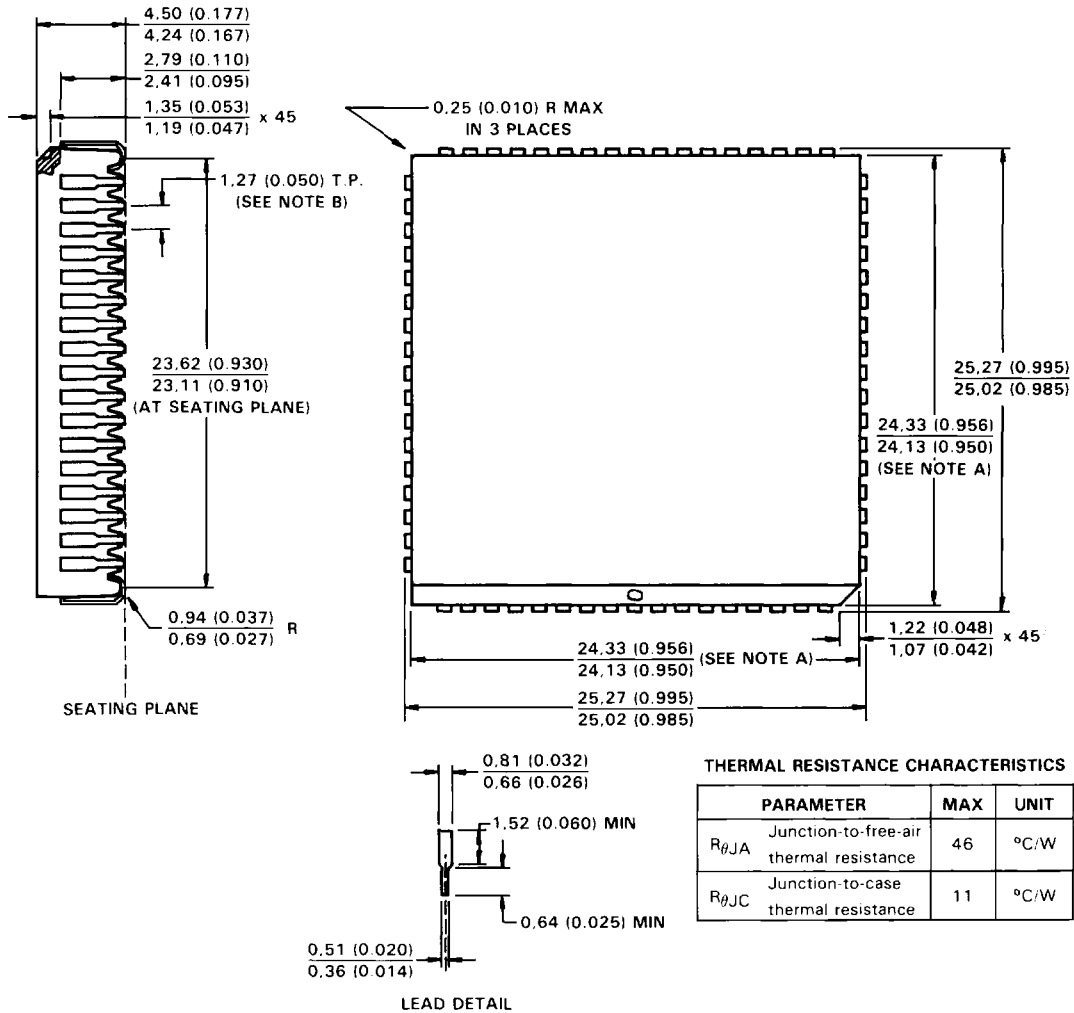 4,50 (0.177)
4,24 (0.167)
2,79 (0.110)
2,41 (0.095)
1,35 (0.053)
1,19 (0.047)
x 45
0,25 (0.010) R MAX
IN 3 PLACES
1,27 (0.050) T.P.
(SEE NOTE B)
23,62 (0.930)
23,11 (0.910)
(AT SEATING PLANE)
25,27 (0.995)
25,02 (0.985)
24,33 (0.956)
24,13 (0.950)
(SEE NOTE A)
0,94 (0.037)
0,69 (0.027)
R
1,22 (0.048)
1,07 (0.042)
x 45
24,33 (0.956)
24,13 (0.950)
(SEE NOTE A)
25,27 (0.995)
25,02 (0.985)
SEATING PLANE
0,81 (0.032)
0,66 (0.026)
1,52 (0.060) MIN
0,64 (0.025) MIN
0,51 (0.020)
0,36 (0.014)
LEAD DETAIL
THERMAL RESISTANCE CHARACTERISTICS
PARAMETER MAX UNIT
RθJA Junction-to-free-air thermal resistance 46 °C/W
RθJC Junction-to-case thermal resistance 11 °C/W